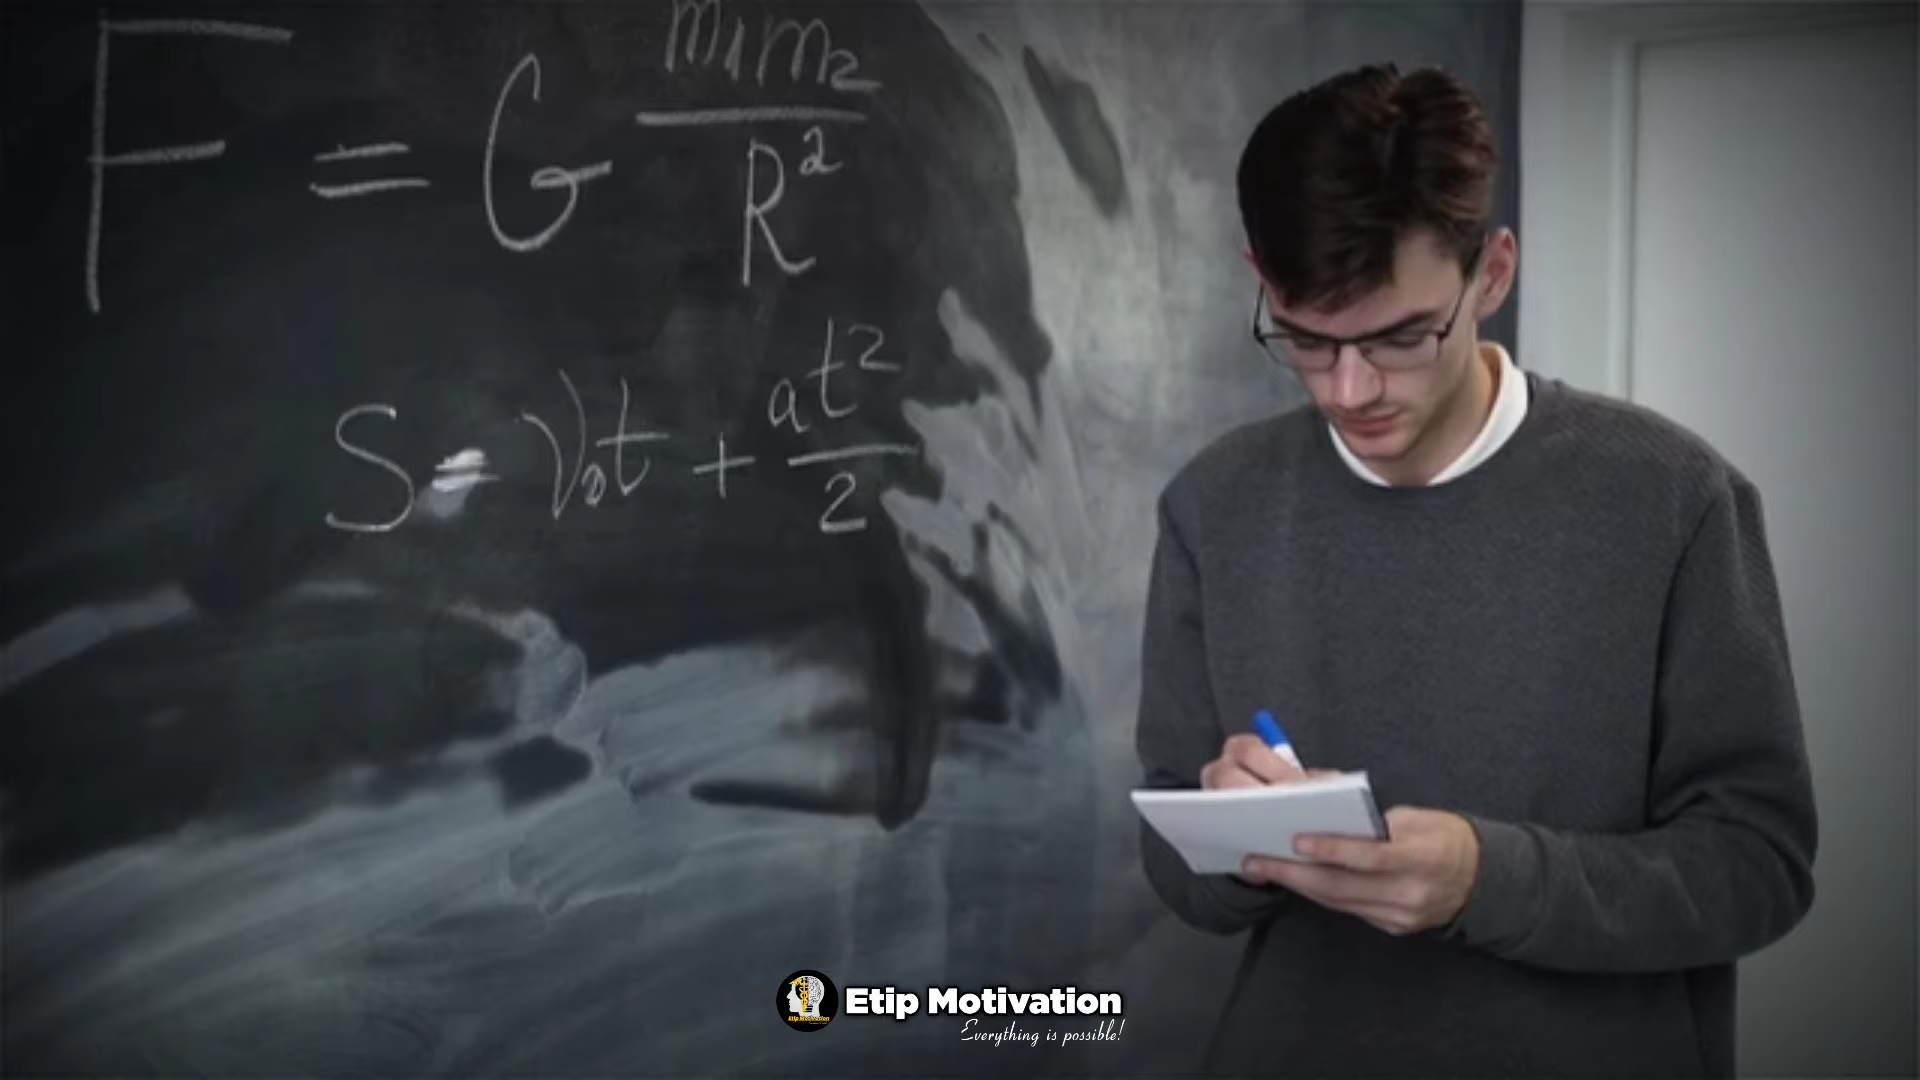 F = G m₁m₂/R²
S = V₀t + at²/2
Etip Motivation
Everything is possible!